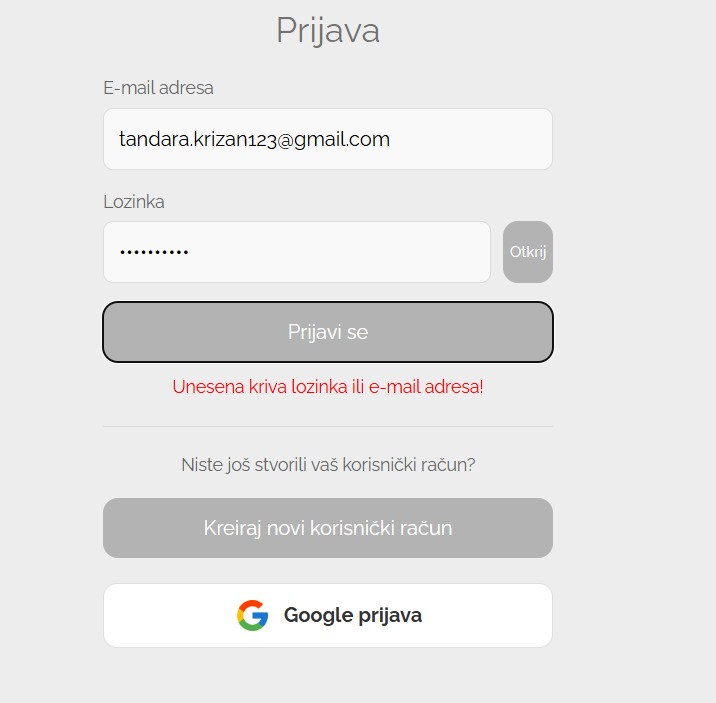 Prijava
E-mail adresa
tandara.krizan123@gmail.com
Lozinka
••••••••••
Otkrij
Prijavi se
Unesena kriva lozinka ili e-mail adresa!
Niste još stvorili vaš korisnički račun?
Kreiraj novi korisnički račun
Google prijava